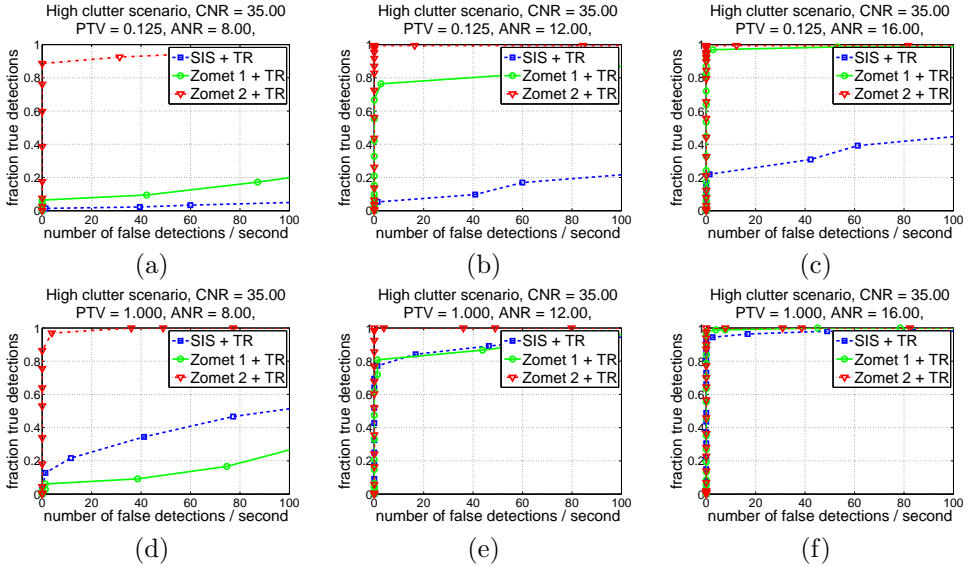 High clutter scenario, CNR = 35.00
PTV = 0.125, ANR = 8.00,
1
0.8
0.6
0.4
0.2
0
fraction true detections
SIS + TR
Zomet 1 + TR
Zomet 2 + TR
0 20 40 60 80 100
number of false detections / second
(a)
High clutter scenario, CNR = 35.00
PTV = 0.125, ANR = 12.00,
1
0.8
0.6
0.4
0.2
0
fraction true detections
SIS + TR
Zomet 1 + TR
Zomet 2 + TR
0 20 40 60 80 100
number of false detections / second
(b)
High clutter scenario, CNR = 35.00
PTV = 0.125, ANR = 16.00,
1
0.8
0.6
0.4
0.2
0
fraction true detections
SIS + TR
Zomet 1 + TR
Zomet 2 + TR
0 20 40 60 80 100
number of false detections / second
(c)
High clutter scenario, CNR = 35.00
PTV = 1.000, ANR = 8.00,
1
0.8
0.6
0.4
0.2
0
fraction true detections
SIS + TR
Zomet 1 + TR
Zomet 2 + TR
0 20 40 60 80 100
number of false detections / second
(d)
High clutter scenario, CNR = 35.00
PTV = 1.000, ANR = 12.00,
1
0.8
0.6
0.4
0.2
0
fraction true detections
SIS + TR
Zomet 1 + TR
Zomet 2 + TR
0 20 40 60 80 100
number of false detections / second
(e)
High clutter scenario, CNR = 35.00
PTV = 1.000, ANR = 16.00,
1
0.8
0.6
0.4
0.2
0
fraction true detections
SIS + TR
Zomet 1 + TR
Zomet 2 + TR
0 20 40 60 80 100
number of false detections / second
(f)